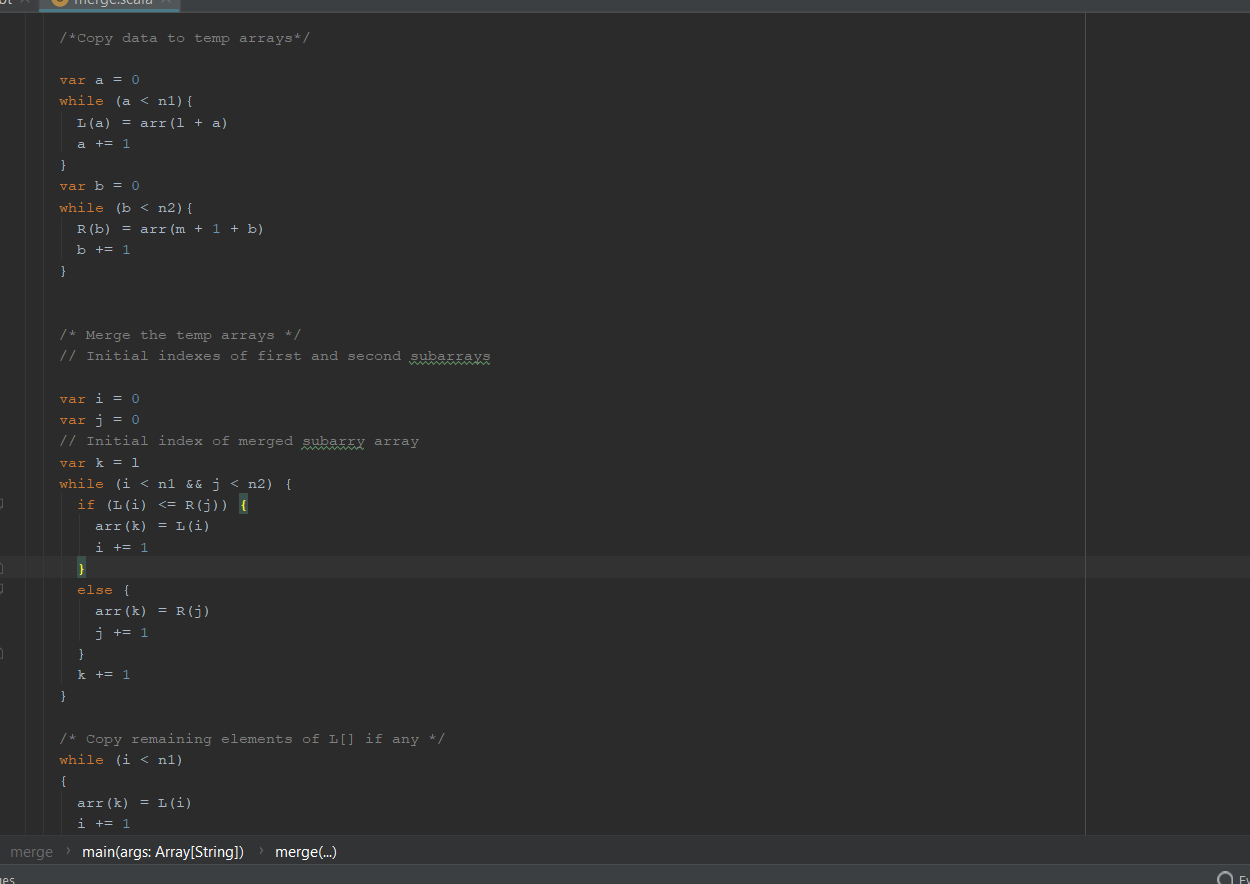 merge.scala
/*Copy data to temp arrays*/
var a = 0
while (a < n1){
L(a) = arr(l + a)
a += 1
}
var b = 0
while (b < n2){
R(b) = arr(m + 1 + b)
b += 1
}
/* Merge the temp arrays */
// Initial indexes of first and second subarrays
var i = 0
var j = 0
// Initial index of merged subarry array
var k = l
while (i < n1 && j < n2) {
if (L(i) <= R(j)) {
arr(k) = L(i)
i += 1
}
else {
arr(k) = R(j)
j += 1
}
k += 1
}
/* Copy remaining elements of L[] if any */
while (i < n1)
{
arr(k) = L(i)
i += 1
merge › main(args: Array[String]) › merge(...)